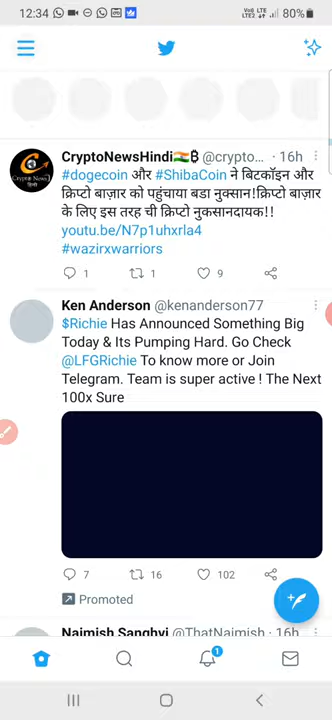 12:34
VoLTE LTE
LTE2
80%
CryptoNewsHindi @crypto... · 16h
#dogecoin और #ShibaCoin ने बिटकॉइन और
क्रिप्टो बाज़ार को पहुंचाया बडा नुक्सान!क्रिप्टो बाज़ार
के लिए इस तरह ची क्रिप्टो नुकसानदायक!!
youtu.be/N7p1uhxrla4
#wazirxwarriors
1 1 9
Ken Anderson @kenanderson77
$Richie Has Announced Something Big
Today & Its Pumping Hard. Go Check
@LFGRichie To know more or Join
Telegram. Team is super active ! The Next
100x Sure
7 16 102
Promoted
Naimish Sanghvi @ThatNaimish · 16h
1